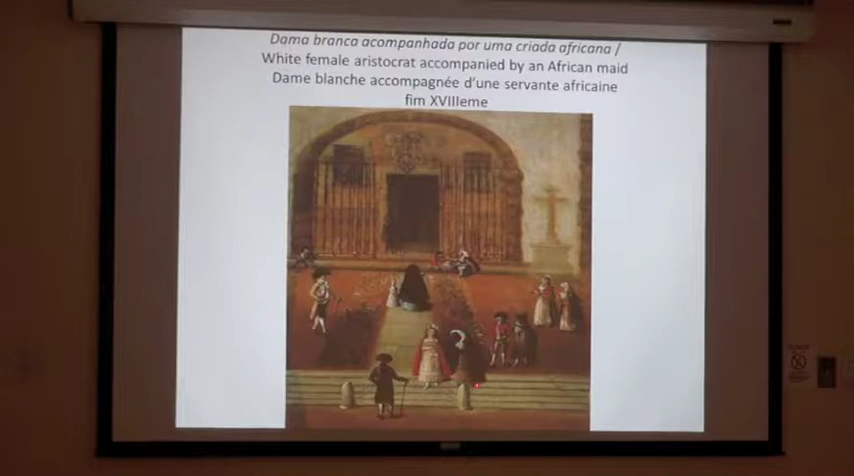 Dama branca acompanhada por uma criada africana /
White female aristocrat accompanied by an African maid
Dame blanche accompagnée d'une servante africaine
fim XVIIIeme